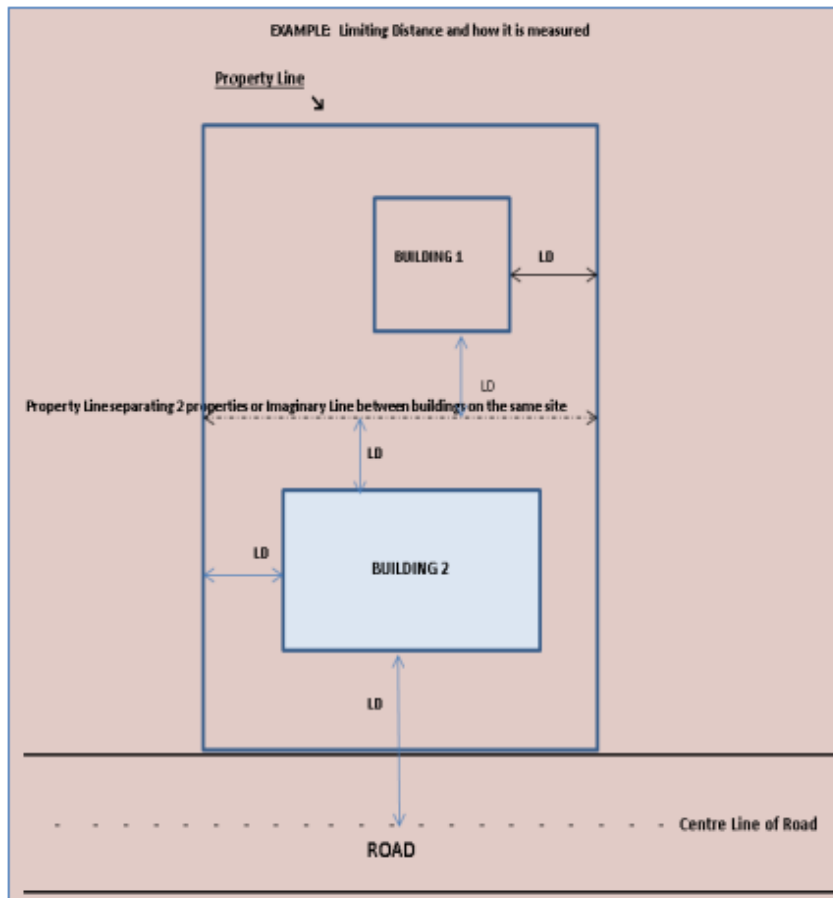 EXAMPLE: Limiting Distance and how it is measured
Property Line
BUILDING 1
LD
LD
Property Line separating 2 properties or Imaginary Line between buildings on the same site
LD
LD
BUILDING 2
LD
Centre Line of Road
ROAD